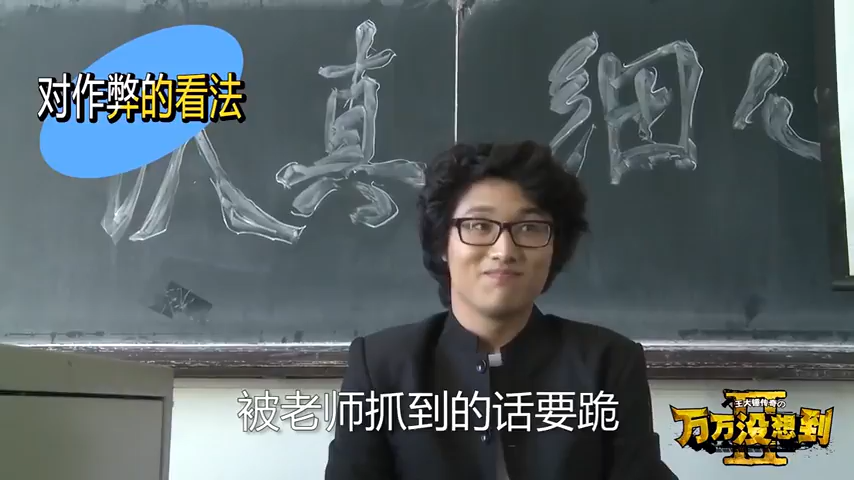 对作弊的看法
认真 细心
被老师抓到的话要跪
王大锤传奇の
万万没想到
II